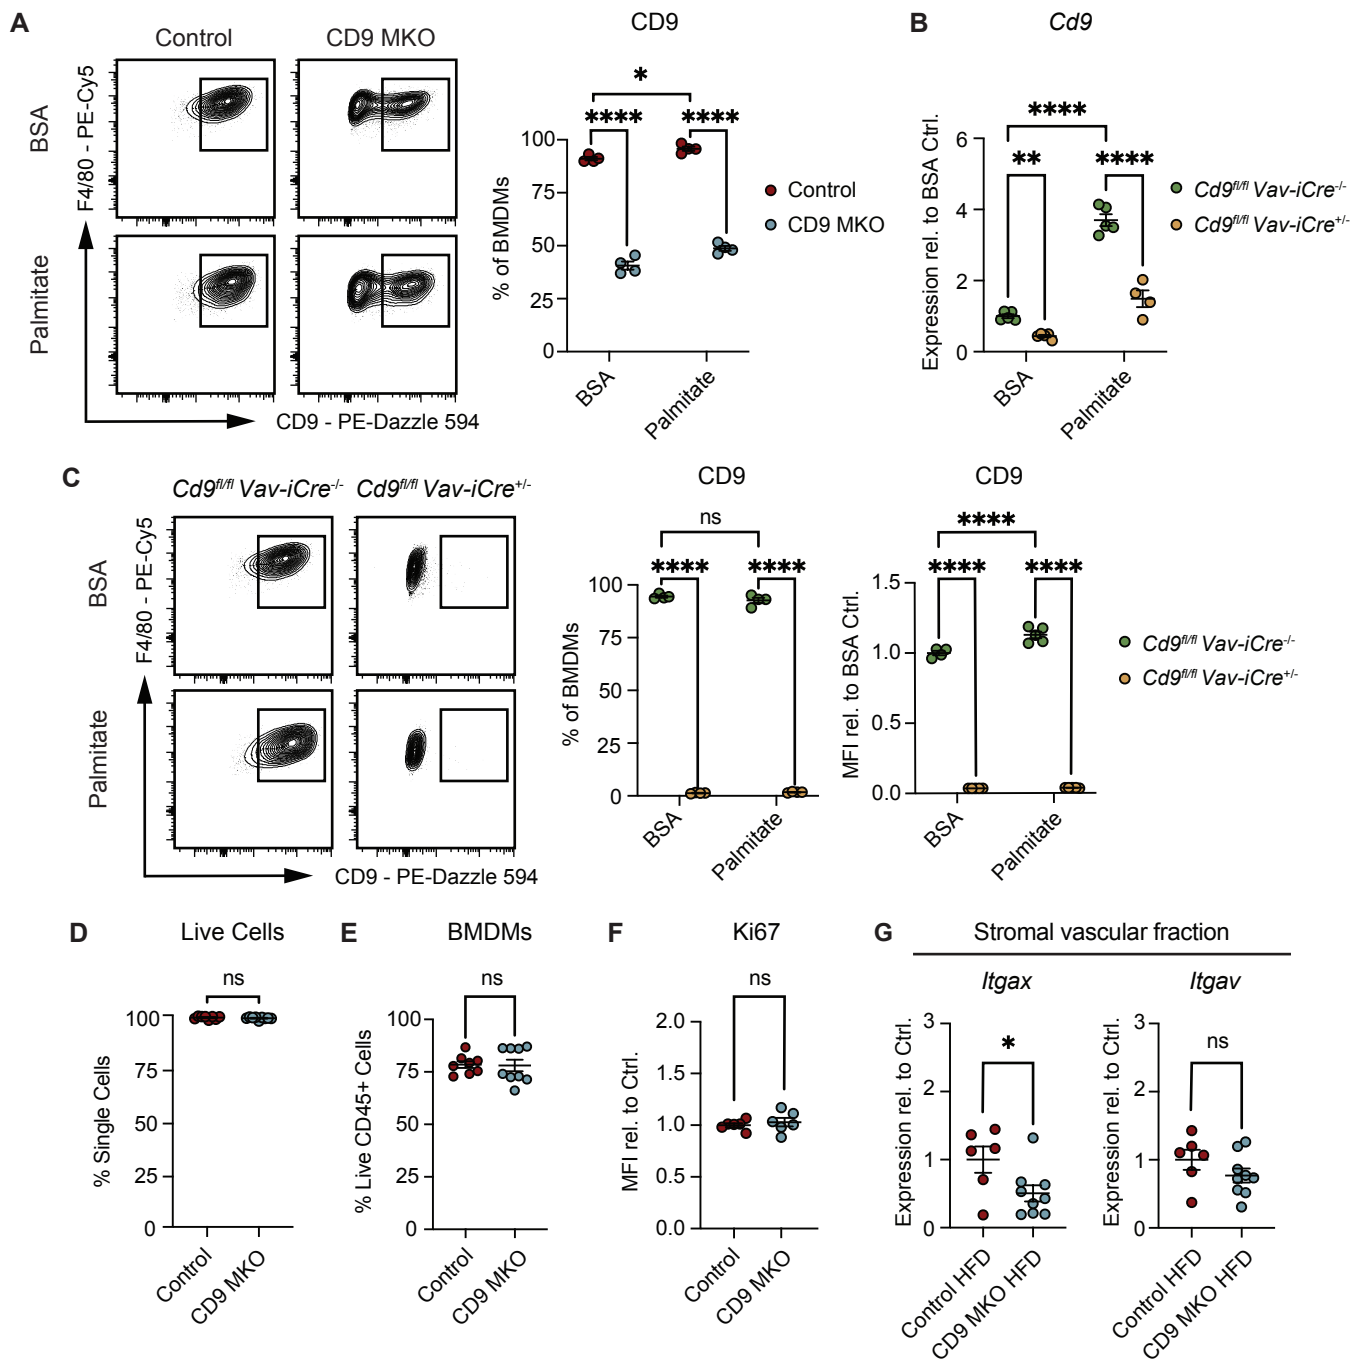 A
Control
CD9 MKO
BSA
Palmitate
F4/80 - PE-Cy5
CD9 - PE-Dazzle 594
CD9
*
**** ****
% of BMDMs
100
75
50
25
0
BSA
Palmitate
Control
CD9 MKO
B
Cd9
****
** ****
Expression rel. to BSA Ctrl.
6
4
2
0
BSA
Palmitate
Cd9fl/fl Vav-iCre-/-
Cd9fl/fl Vav-iCre+/-
C
Cd9fl/fl Vav-iCre-/-
Cd9fl/fl Vav-iCre+/-
BSA
Palmitate
F4/80 - PE-Cy5
CD9 - PE-Dazzle 594
CD9
ns
**** ****
% of BMDMs
100
75
50
25
0
BSA
Palmitate
CD9
****
**** ****
MFI rel. to BSA Ctrl.
1.5
1.0
0.5
0.0
BSA
Palmitate
Cd9fl/fl Vav-iCre-/-
Cd9fl/fl Vav-iCre+/-
D
Live Cells
ns
% Single Cells
100
75
50
25
0
Control
CD9 MKO
E
BMDMs
ns
% Live CD45+ Cells
100
75
50
25
0
Control
CD9 MKO
F
Ki67
ns
MFI rel. to Ctrl.
2.0
1.5
1.0
0.5
0.0
Control
CD9 MKO
G
Stromal vascular fraction
Itgax
*
Expression rel. to Ctrl.
3
2
1
0
Control HFD
CD9 MKO HFD
Itgav
ns
Expression rel. to Ctrl.
3
2
1
0
Control HFD
CD9 MKO HFD